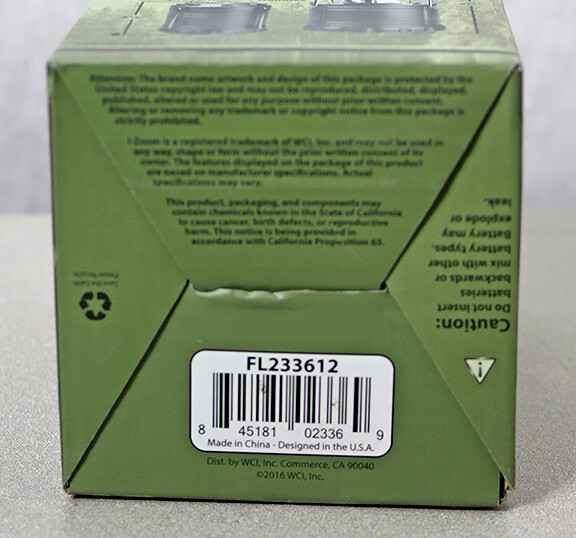 Attention: The brand name artwork and design of this package is protected by the
United States copyright law and may not be reproduced, distributed, displayed,
published, altered or used for any purpose without prior written consent.
Altering or removing any trademark or copyright notice from this package is
strictly prohibited.
i-Zoom is a registered trademark of WCI, Inc. and may not be used in
any way, shape or form without the prior written consent of its
owner. The features displayed on the package of this product
are based on manufacturer specifications. Actual
specifications may vary.
This product, packaging, and components may
contain chemicals known in the State of California
to cause cancer, birth defects, or reproductive
harm. This notice is being provided in
accordance with California Proposition 65.
Save the Earth
Please Recycle
Caution:
Do not insert
batteries
backwards or
mix with other
battery types.
Battery may
explode or
leak.
FL233612
8 45181 02336 9
Made in China - Designed in the U.S.A.
Dist. by WCI, Inc. Commerce, CA 90040
©2016 WCI, Inc.